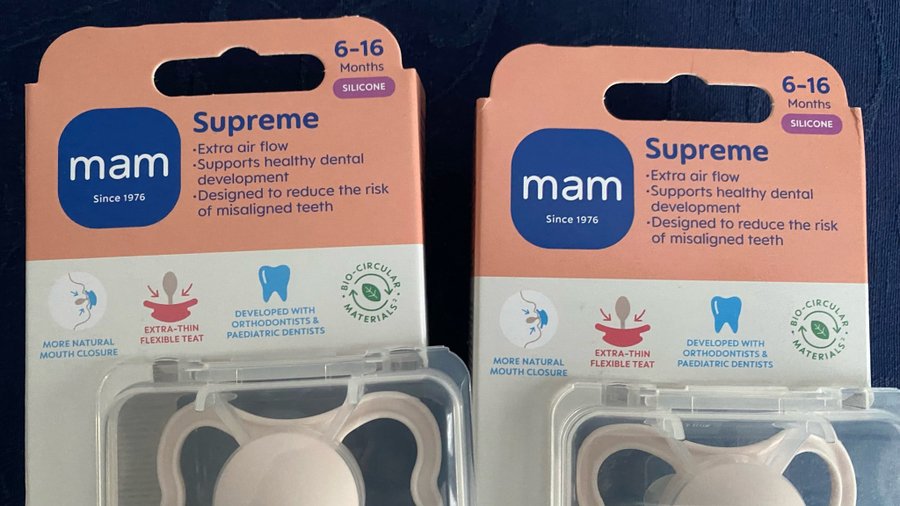 6-16
Months
SILICONE
mam
Since 1976
Supreme
·Extra air flow
·Supports healthy dental
development
·Designed to reduce the risk
of misaligned teeth
MORE NATURAL
MOUTH CLOSURE
EXTRA-THIN
FLEXIBLE TEAT
DEVELOPED WITH
ORTHODONTISTS &
PAEDIATRIC DENTISTS
BIO-CIRCULAR
MATERIALS²
6-16
Months
SILICONE
mam
Since 1976
Supreme
·Extra air flow
·Supports healthy dental
development
·Designed to reduce the risk
of misaligned teeth
MORE NATURAL
MOUTH CLOSURE
EXTRA-THIN
FLEXIBLE TEAT
DEVELOPED WITH
ORTHODONTISTS &
PAEDIATRIC DENTISTS
BIO-CIRCULAR
MATERIALS²